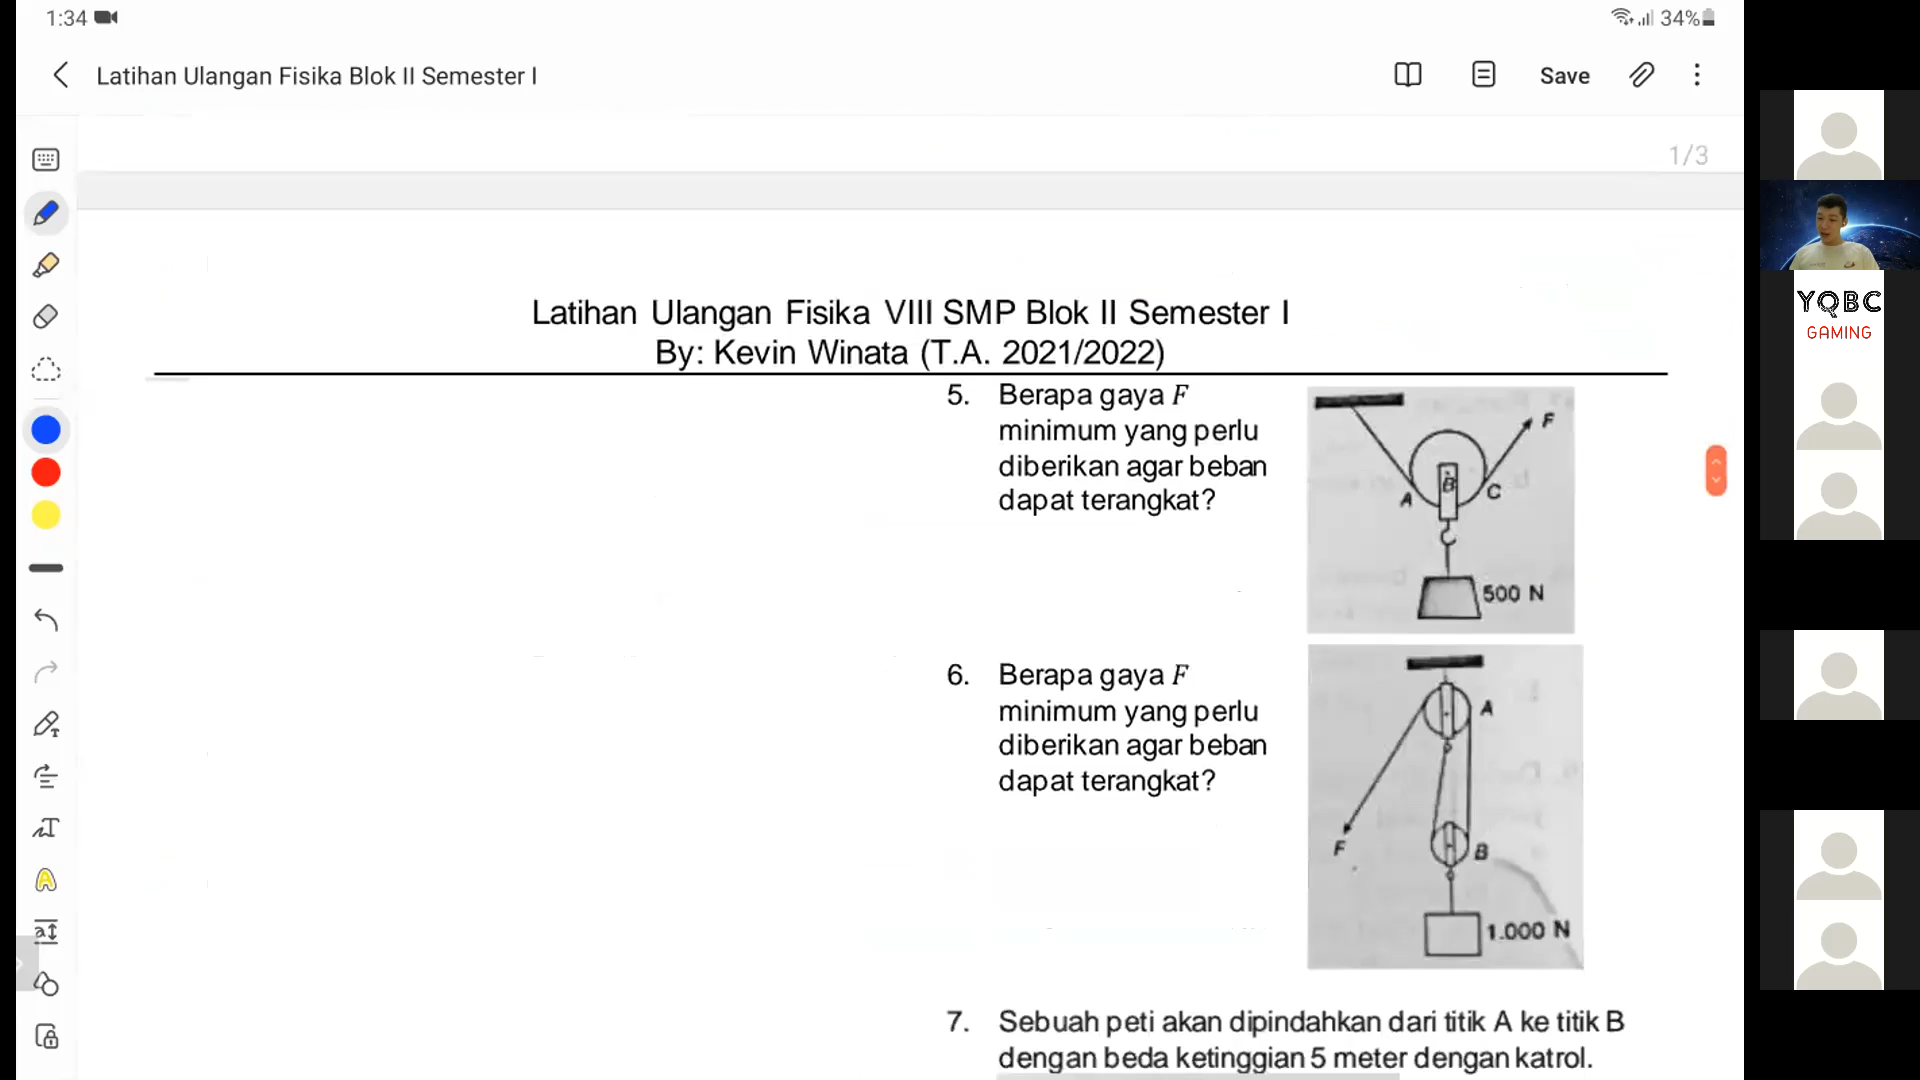 1:34
34%
Latihan Ulangan Fisika Blok II Semester I
Save
1/3
Latihan Ulangan Fisika VIII SMP Blok II Semester I
By: Kevin Winata (T.A. 2021/2022)
5. Berapa gaya F
minimum yang perlu
diberikan agar beban
dapat terangkat?
F
B
A
C
500 N
6. Berapa gaya F
minimum yang perlu
diberikan agar beban
dapat terangkat?
A
F
B
1.000 N
7. Sebuah peti akan dipindahkan dari titik A ke titik B
dengan beda ketinggian 5 meter dengan katrol.
YQBC
GAMING